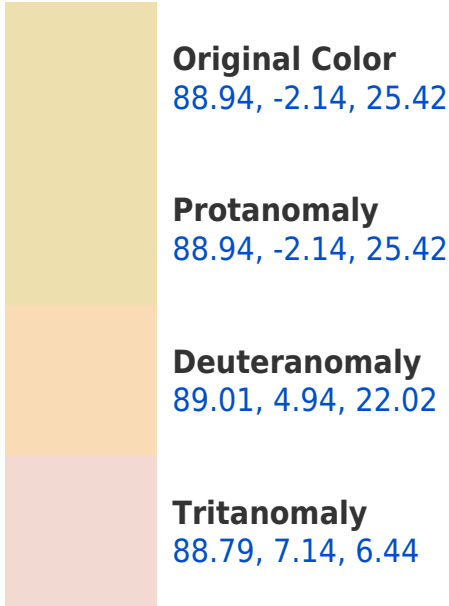 Original Color
88.94, -2.14, 25.42
Protanomaly
88.94, -2.14, 25.42
Deuteranomaly
89.01, 4.94, 22.02
Tritanomaly
88.79, 7.14, 6.44